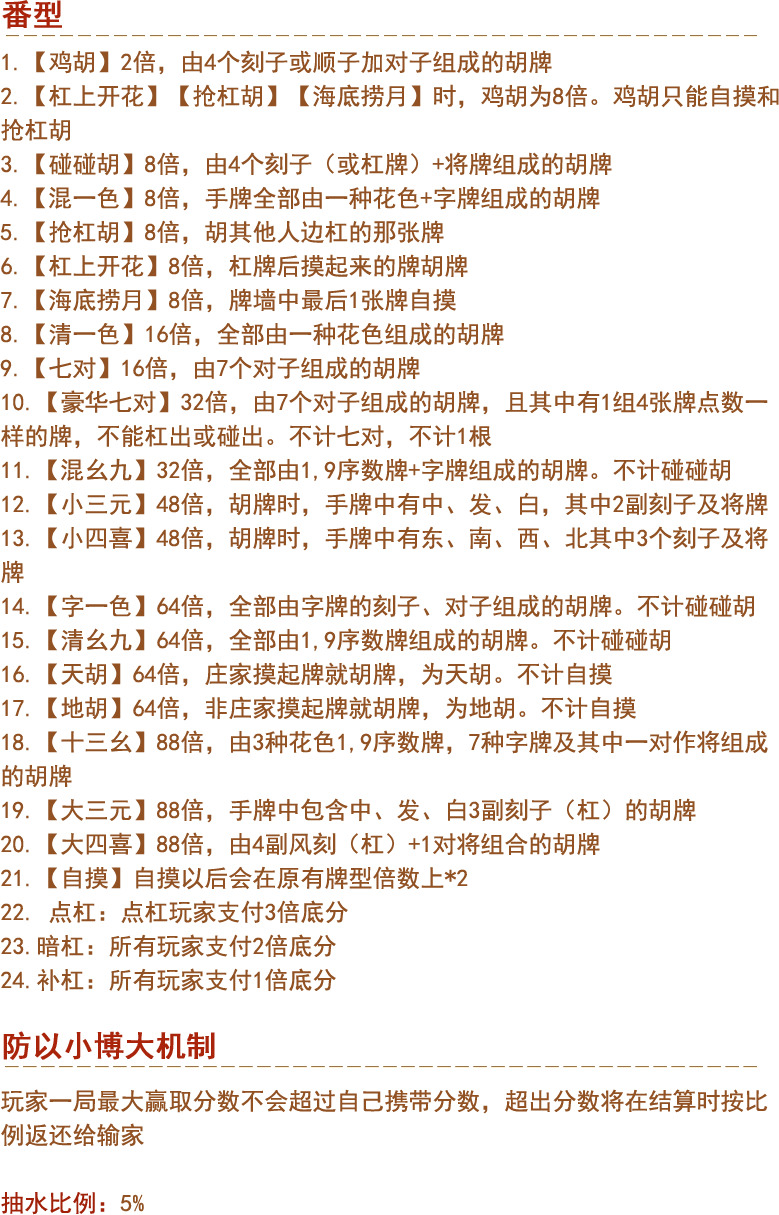 番型
1.【鸡胡】2倍，由4个刻子或顺子加对子组成的胡牌
2.【杠上开花】【抢杠胡】【海底捞月】时，鸡胡为8倍。鸡胡只能自摸和
抢杠胡
3.【碰碰胡】8倍，由4个刻子（或杠牌）+将牌组成的胡牌
4.【混一色】8倍，手牌全部由一种花色+字牌组成的胡牌
5.【抢杠胡】8倍，胡其他人边杠的那张牌
6.【杠上开花】8倍，杠牌后摸起来的牌胡牌
7.【海底捞月】8倍，牌墙中最后1张牌自摸
8.【清一色】16倍，全部由一种花色组成的胡牌
9.【七对】16倍，由7个对子组成的胡牌
10.【豪华七对】32倍，由7个对子组成的胡牌，且其中有1组4张牌点数一
样的牌，不能杠出或碰出。不计七对，不计1根
11.【混幺九】32倍，全部由1,9序数牌+字牌组成的胡牌。不计碰碰胡
12.【小三元】48倍，胡牌时，手牌中有中、发、白，其中2副刻子及将牌
13.【小四喜】48倍，胡牌时，手牌中有东、南、西、北其中3个刻子及将
牌
14.【字一色】64倍，全部由字牌的刻子、对子组成的胡牌。不计碰碰胡
15.【清幺九】64倍，全部由1,9序数牌组成的胡牌。不计碰碰胡
16.【天胡】64倍，庄家摸起牌就胡牌，为天胡。不计自摸
17.【地胡】64倍，非庄家摸起牌就胡牌，为地胡。不计自摸
18.【十三幺】88倍，由3种花色1,9序数牌，7种字牌及其中一对作将组成
的胡牌
19.【大三元】88倍，手牌中包含中、发、白3副刻子（杠）的胡牌
20.【大四喜】88倍，由4副风刻（杠）+1对将组合的胡牌
21.【自摸】自摸以后会在原有牌型倍数上*2
22. 点杠：点杠玩家支付3倍底分
23.暗杠：所有玩家支付2倍底分
24.补杠：所有玩家支付1倍底分
防以小博大机制
玩家一局最大赢取分数不会超过自己携带分数，超出分数将在结算时按比
例返还给输家
抽水比例：5%